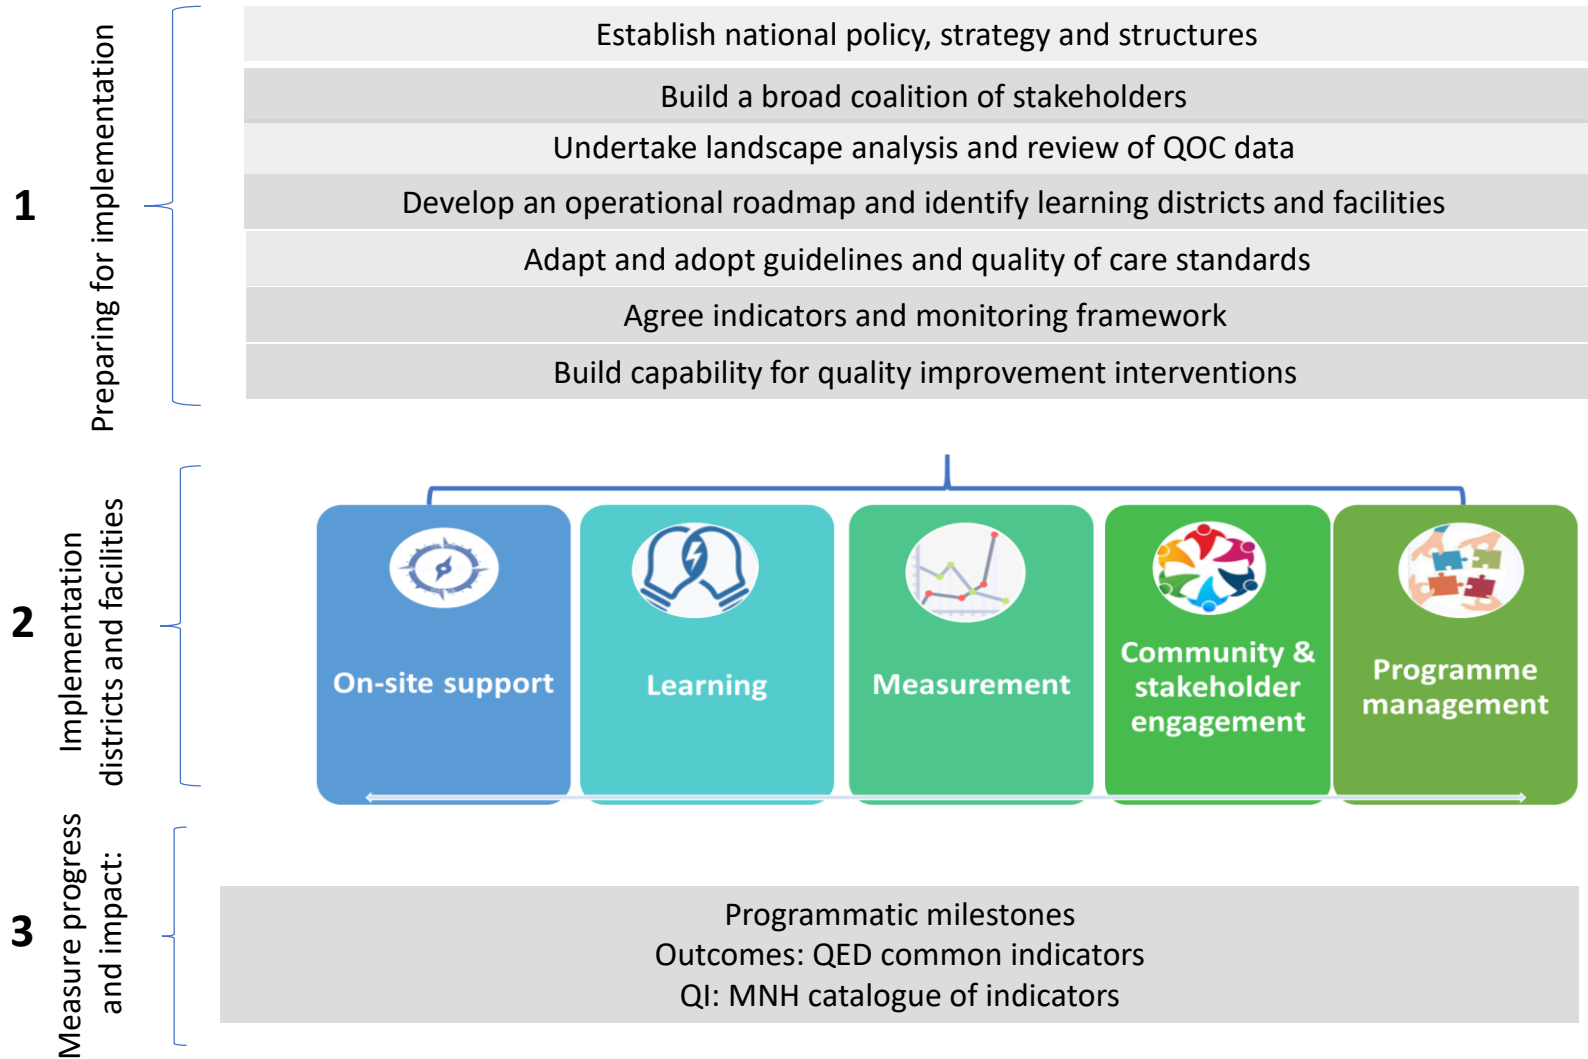 1
Preparing for implementation
Establish national policy, strategy and structures
Build a broad coalition of stakeholders
Undertake landscape analysis and review of QOC data
Develop an operational roadmap and identify learning districts and facilities
Adapt and adopt guidelines and quality of care standards
Agree indicators and monitoring framework
Build capability for quality improvement interventions
2
Implementation
districts and facilities
On-site support
Learning
Measurement
Community &
stakeholder
engagement
Programme
management
3
Measure progress
and impact:
Programmatic milestones
Outcomes: QED common indicators
QI: MNH catalogue of indicators